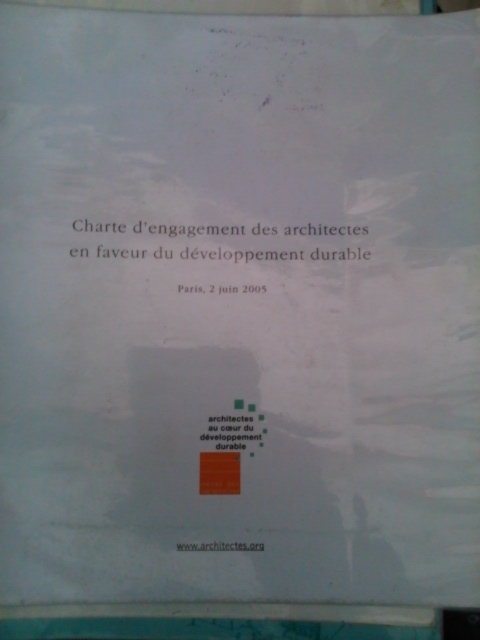 Charte d'engagement des architectes
en faveur du développement durable
Paris, 2 juin 2005
architectes
au cœur du
développement
durable
www.architectes.org